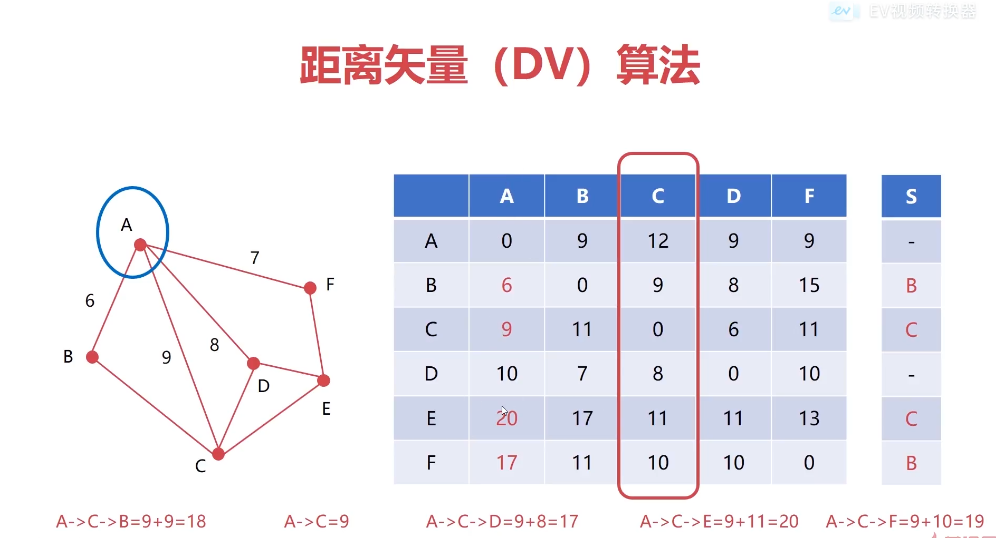 EV视频转换器
距离矢量（DV）算法
A B C D F S
A 0 9 12 9 9 -
B 6 0 9 8 15 B
C 9 11 0 6 11 C
D 10 7 8 0 10 -
E 20 17 11 11 13 C
F 17 11 10 10 0 B
A
7
F
6
9
8
B
D
E
C
A->C->B=9+9=18 A->C=9 A->C->D=9+8=17 A->C->E=9+11=20 A->C->F=9+10=19